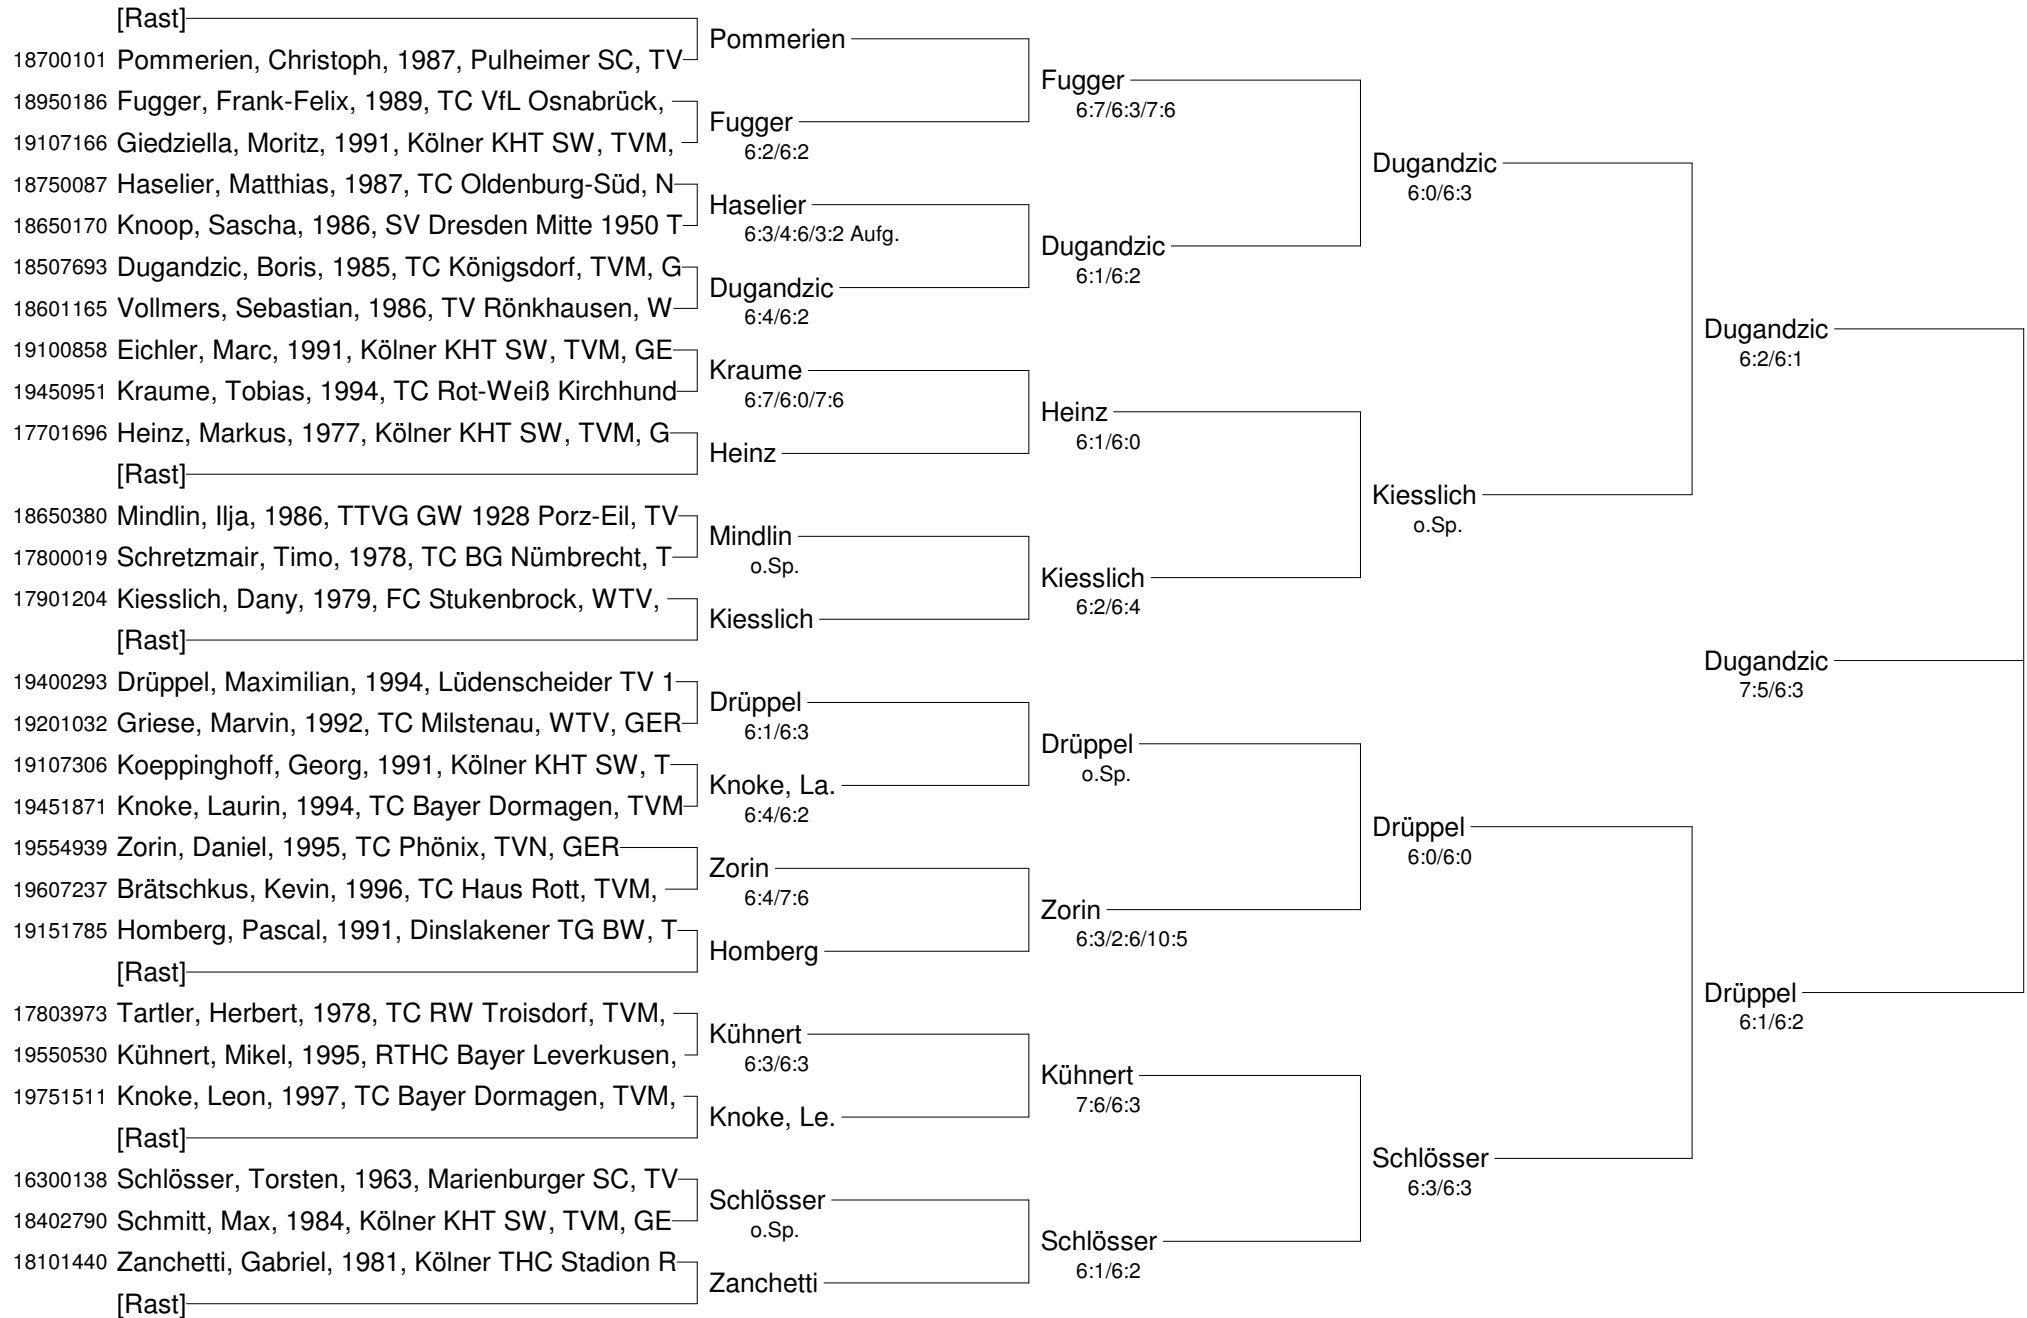 [Rast]
18700101 Pommerien, Christoph, 1987, Pulheimer SC, TV
18950186 Fugger, Frank-Felix, 1989, TC VfL Osnabrück,
19107166 Giedziella, Moritz, 1991, Kölner KHT SW, TVM,
18750087 Haselier, Matthias, 1987, TC Oldenburg-Süd, N
18650170 Knoop, Sascha, 1986, SV Dresden Mitte 1950 T
18507693 Dugandzic, Boris, 1985, TC Königsdorf, TVM, G
18601165 Vollmers, Sebastian, 1986, TV Rönkhausen, W
19100858 Eichler, Marc, 1991, Kölner KHT SW, TVM, GE
19450951 Kraume, Tobias, 1994, TC Rot-Weiß Kirchhund
17701696 Heinz, Markus, 1977, Kölner KHT SW, TVM, G
[Rast]
18650380 Mindlin, Ilja, 1986, TTVG GW 1928 Porz-Eil, TV
17800019 Schretzmair, Timo, 1978, TC BG Nümbrecht, T
17901204 Kiesslich, Dany, 1979, FC Stukenbrock, WTV,
[Rast]
19400293 Drüppel, Maximilian, 1994, Lüdenscheider TV 1
19201032 Griese, Marvin, 1992, TC Milstenau, WTV, GER
19107306 Koeppinghoff, Georg, 1991, Kölner KHT SW, T
19451871 Knoke, Laurin, 1994, TC Bayer Dormagen, TVM
19554939 Zorin, Daniel, 1995, TC Phönix, TVN, GER
19607237 Brätschkus, Kevin, 1996, TC Haus Rott, TVM,
19151785 Homberg, Pascal, 1991, Dinslakener TG BW, T
[Rast]
17803973 Tartler, Herbert, 1978, TC RW Troisdorf, TVM,
19550530 Kühnert, Mikel, 1995, RTHC Bayer Leverkusen,
19751511 Knoke, Leon, 1997, TC Bayer Dormagen, TVM,
[Rast]
16300138 Schlösser, Torsten, 1963, Marienburger SC, TV
18402790 Schmitt, Max, 1984, Kölner KHT SW, TVM, GE
18101440 Zanchetti, Gabriel, 1981, Kölner THC Stadion R
[Rast]
Pommerien
Fugger
6:2/6:2
Haselier
6:3/4:6/3:2 Aufg.
Dugandzic
6:4/6:2
Kraume
6:7/6:0/7:6
Heinz
Mindlin
o.Sp.
Kiesslich
Drüppel
6:1/6:3
Knoke, La.
6:4/6:2
Zorin
6:4/7:6
Homberg
Kühnert
6:3/6:3
Knoke, Le.
Schlösser
o.Sp.
Zanchetti
Fugger
6:7/6:3/7:6
Dugandzic
6:1/6:2
Heinz
6:1/6:0
Kiesslich
6:2/6:4
Drüppel
o.Sp.
Zorin
6:3/2:6/10:5
Kühnert
7:6/6:3
Schlösser
6:1/6:2
Dugandzic
6:0/6:3
Kiesslich
o.Sp.
Drüppel
6:0/6:0
Schlösser
6:3/6:3
Dugandzic
6:2/6:1
Dugandzic
7:5/6:3
Drüppel
6:1/6:2